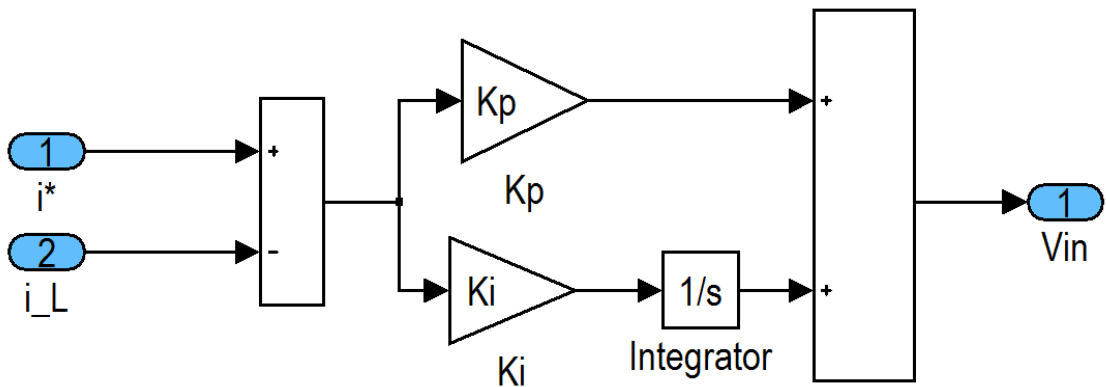 1
i*
2
i_L
+
-
Kp
Kp
Ki
Ki
1/s
Integrator
+
+
1
Vin